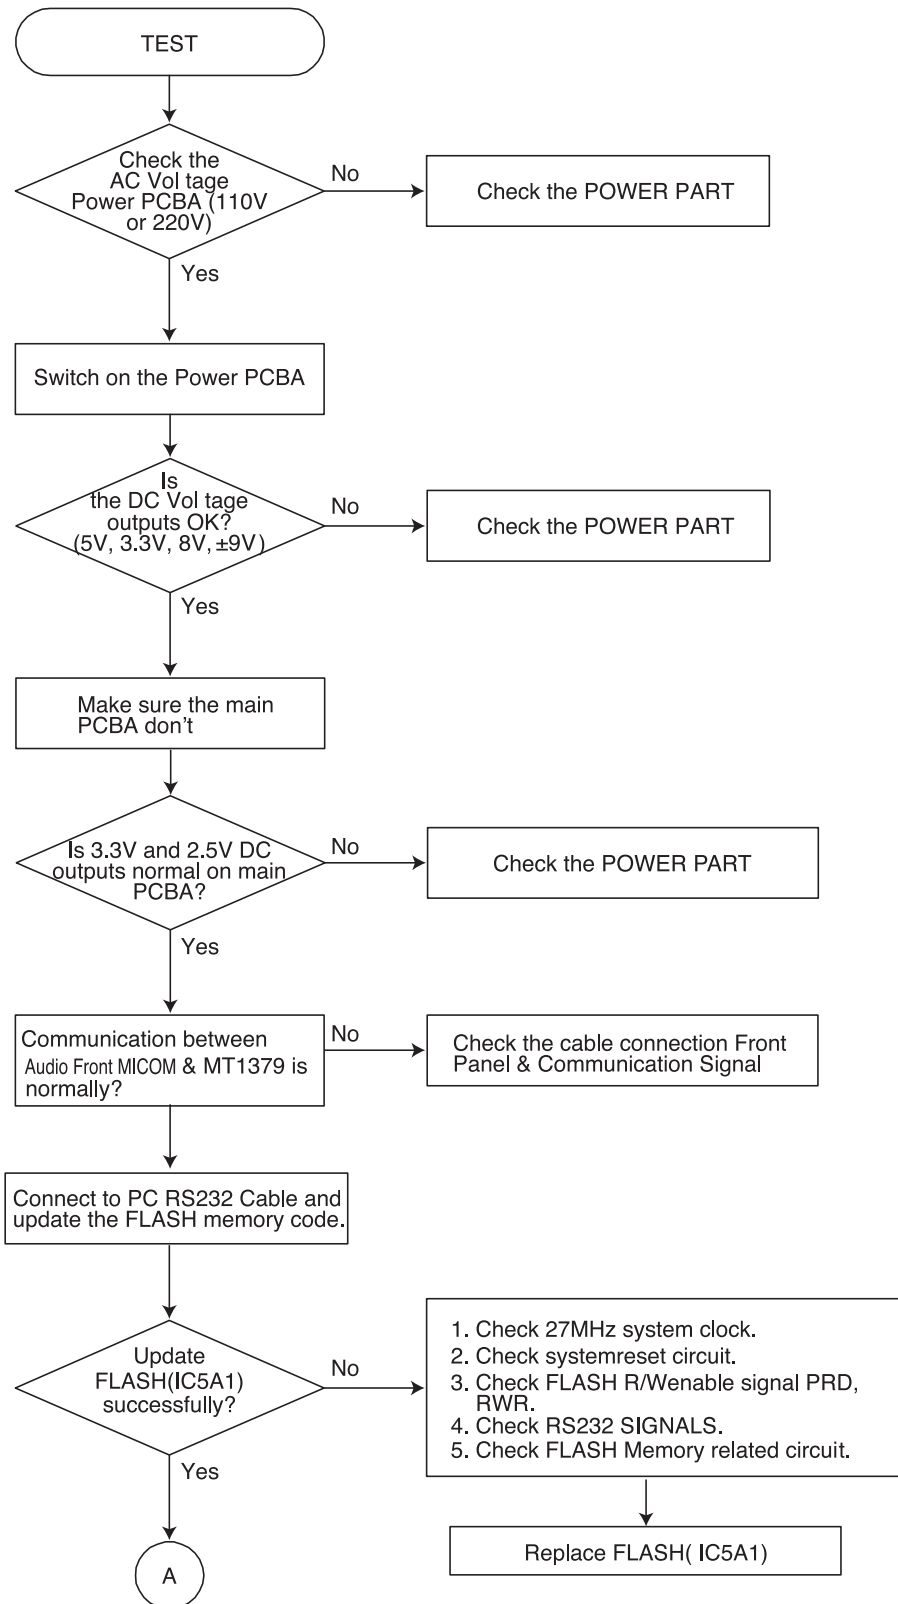 TEST
Check the
AC Vol tage
Power PCBA (110V
or 220V)
No
Check the POWER PART
Yes
Switch on the Power PCBA
Is
the DC Vol tage
outputs OK?
(5V, 3.3V, 8V, ±9V)
No
Check the POWER PART
Yes
Make sure the main
PCBA don't
Is 3.3V and 2.5V DC
outputs normal on main
PCBA?
No
Check the POWER PART
Yes
Communication between
Audio Front MICOM & MT1379 is
normally?
No
Check the cable connection Front
Panel & Communication Signal
Connect to PC RS232 Cable and
update the FLASH memory code.
Update
FLASH(IC5A1)
successfully?
No
1. Check 27MHz system clock.
2. Check systemreset circuit.
3. Check FLASH R/Wenable signal PRD,
RWR.
4. Check RS232 SIGNALS.
5. Check FLASH Memory related circuit.
Yes
Replace FLASH( IC5A1)
A